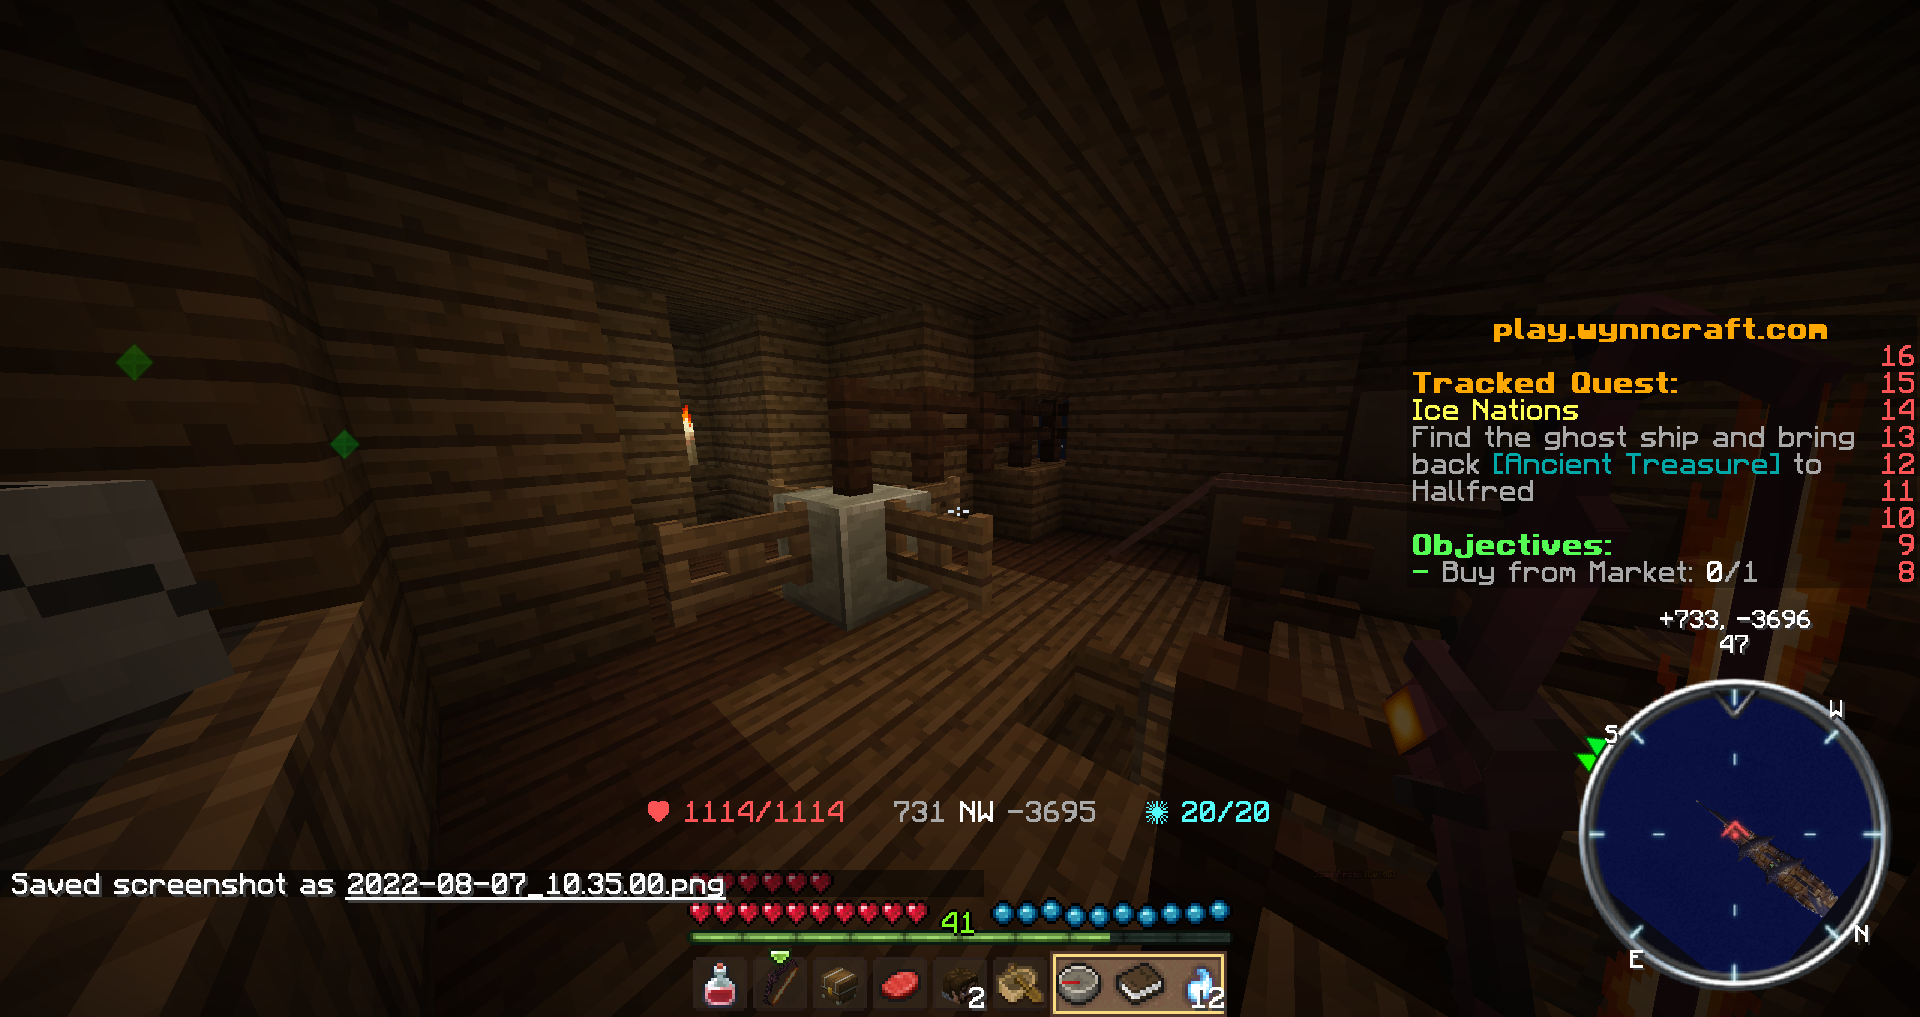 play.wynncraft.com
16
Tracked Quest: 15
Ice Nations 14
Find the ghost ship and bring 13
back [Ancient Treasure] to 12
Hallfred 11
10
Objectives: 9
- Buy from Market: 0/1 8
+733, -3696
47
W
S
N
E
1114/1114 731 NW -3695 20/20
Saved screenshot as 2022-08-07_10.35.00.png
41
2
12